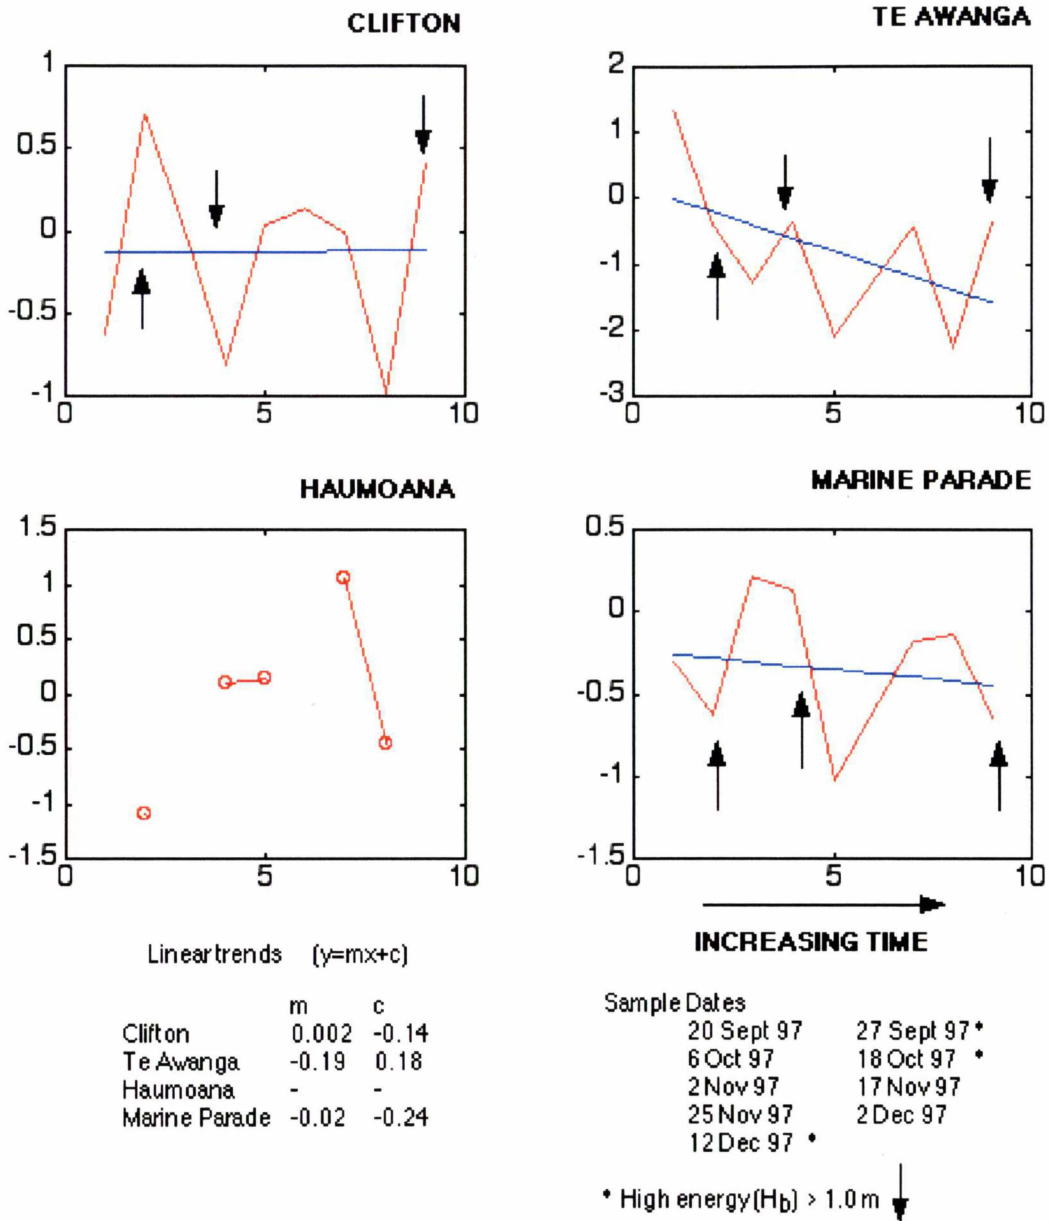 CLIFTON
1
0.5
0
-0.5
-1
0 5 10
TE AWANGA
2
1
0
-1
-2
-3
0 5 10
HAUMOANA
1.5
1
0.5
0
-0.5
-1
-1.5
0 5 10
MARINE PARADE
0.5
0
-0.5
-1
-1.5
0 5 10
INCREASING TIME
Linear trends (y=mx+c)
m c
Clifton 0.002 -0.14
Te Awanga -0.19 0.18
Haumoana - -
Marine Parade -0.02 -0.24
Sample Dates
20 Sept 97 27 Sept 97 *
6 Oct 97 18 Oct 97 *
2 Nov 97 17 Nov 97
25 Nov 97 2 Dec 97
12 Dec 97 *
* High energy (Hb) > 1.0 m